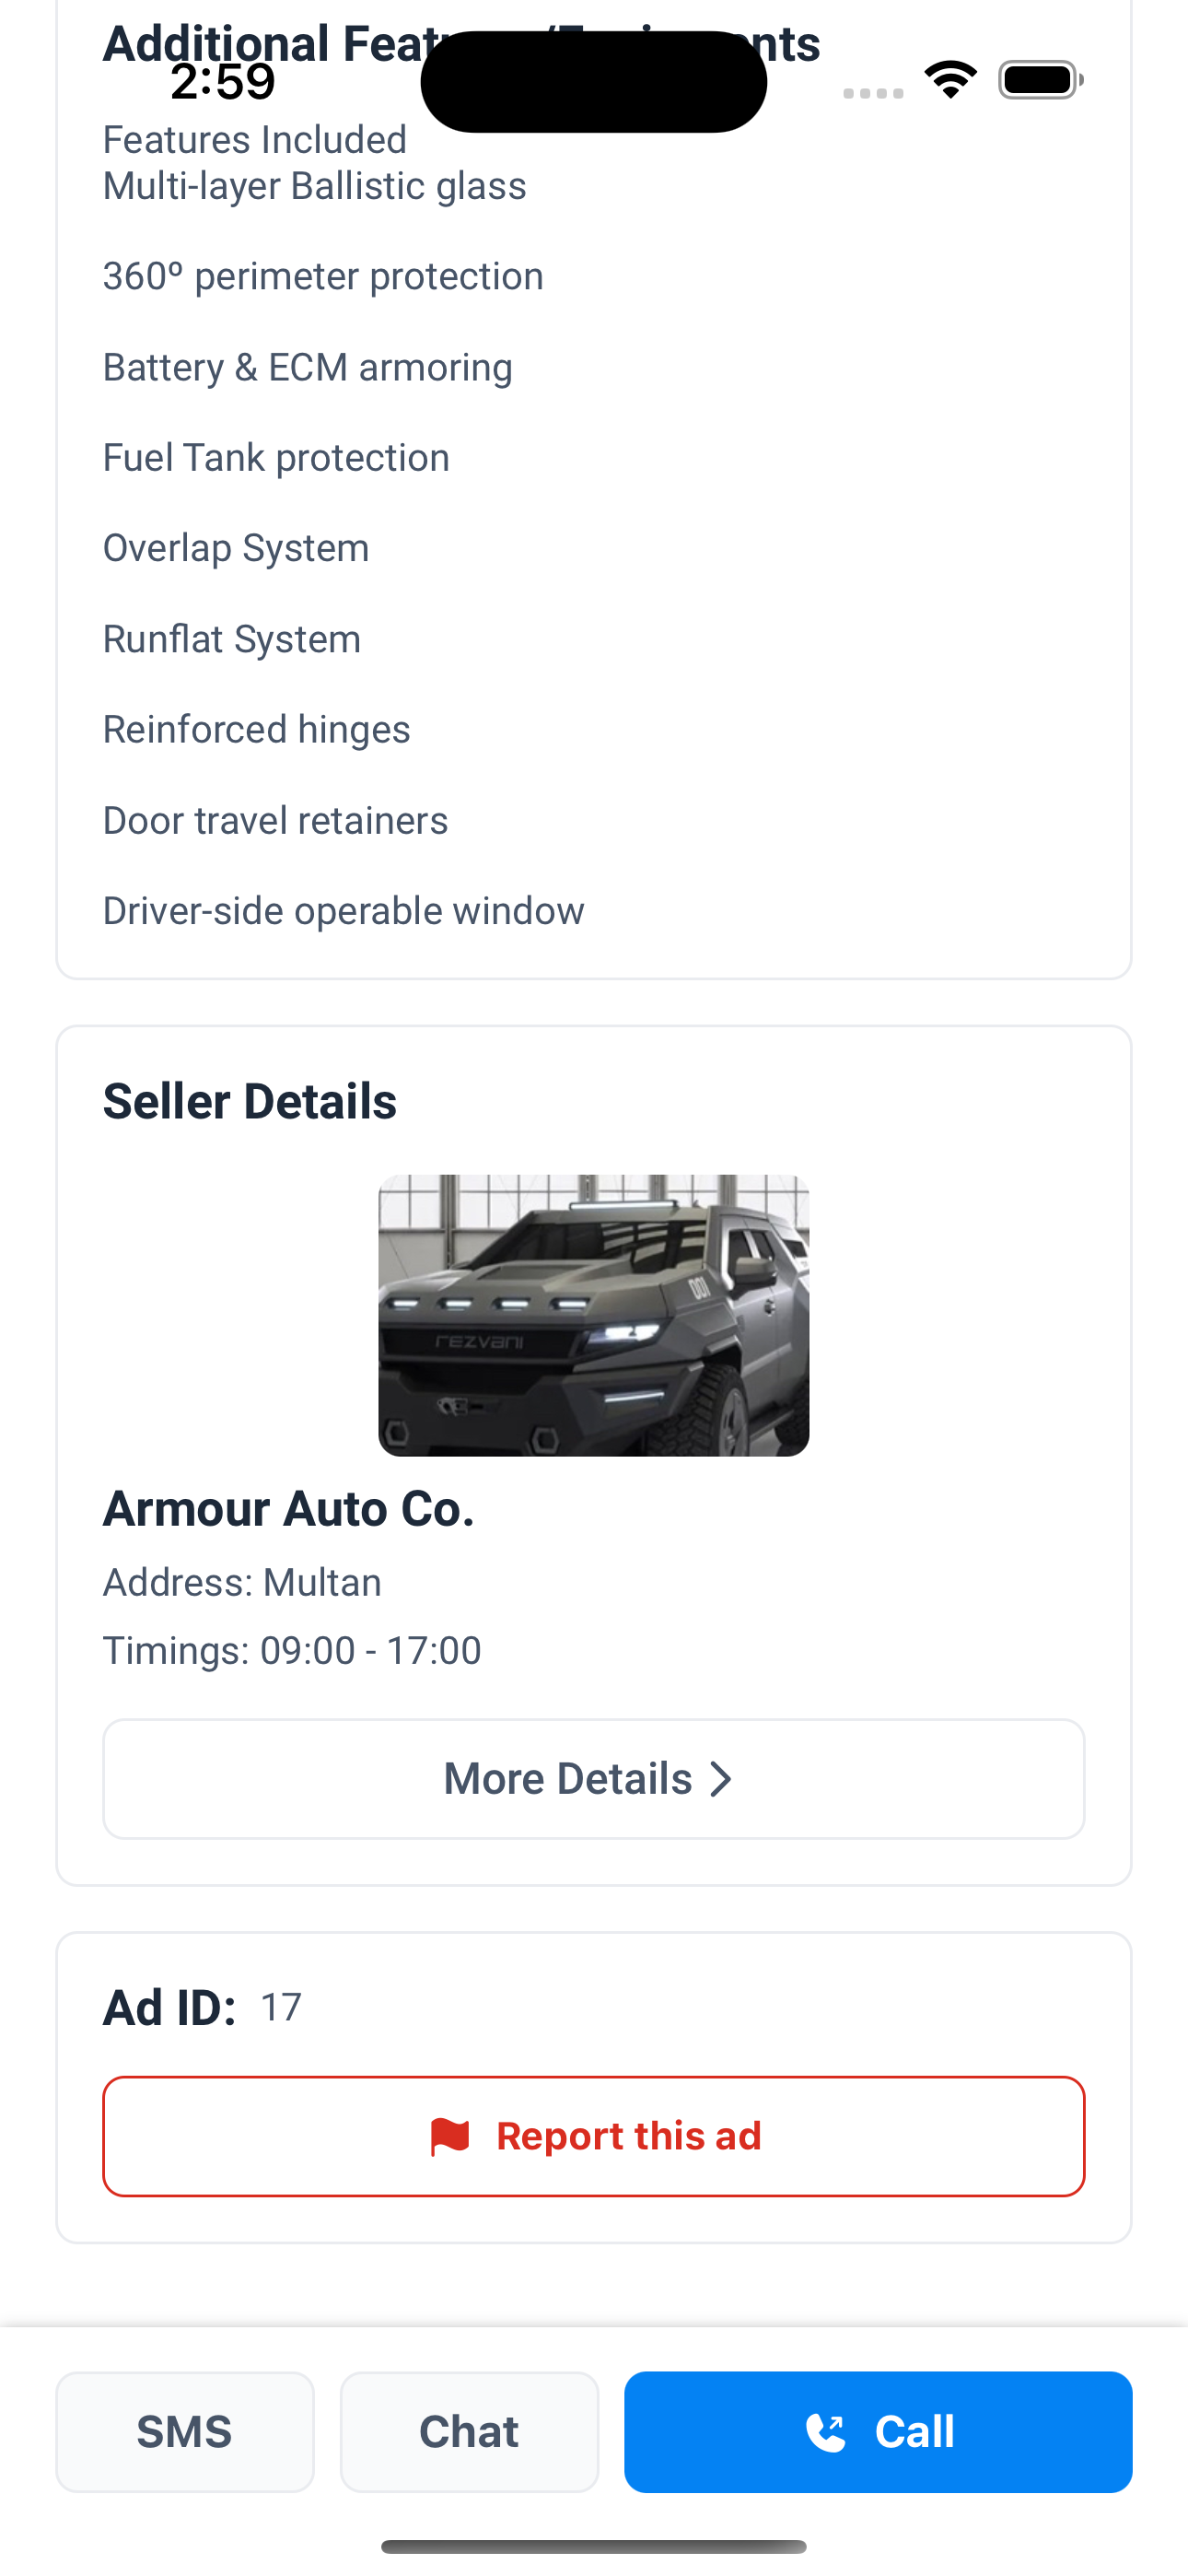 Additional Feat nts
2:59
Features Included
Multi-layer Ballistic glass
360º perimeter protection
Battery & ECM armoring
Fuel Tank protection
Overlap System
Runflat System
Reinforced hinges
Door travel retainers
Driver-side operable window
Seller Details
001
REZVANI
Armour Auto Co.
Address: Multan
Timings: 09:00 - 17:00
More Details
Ad ID: 17
Report this ad
SMS
Chat
Call